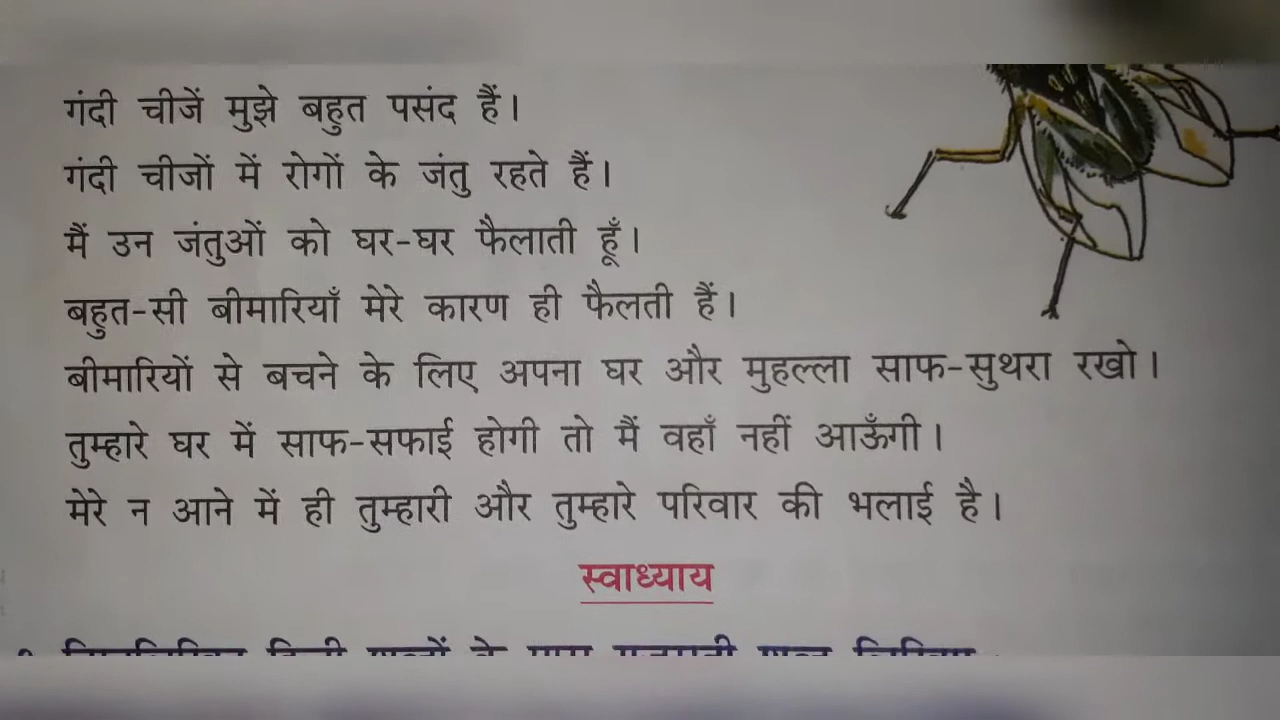 गंदी चीजें मुझे बहुत पसंद हैं।
गंदी चीजों में रोगों के जंतु रहते हैं।
मैं उन जंतुओं को घर-घर फैलाती हूँ।
बहुत-सी बीमारियाँ मेरे कारण ही फैलती हैं।
बीमारियों से बचने के लिए अपना घर और मुहल्ला साफ-सुथरा रखो।
तुम्हारे घर में साफ-सफाई होगी तो मैं वहाँ नहीं आऊँगी।
मेरे न आने में ही तुम्हारी और तुम्हारे परिवार की भलाई है।
स्वाध्याय